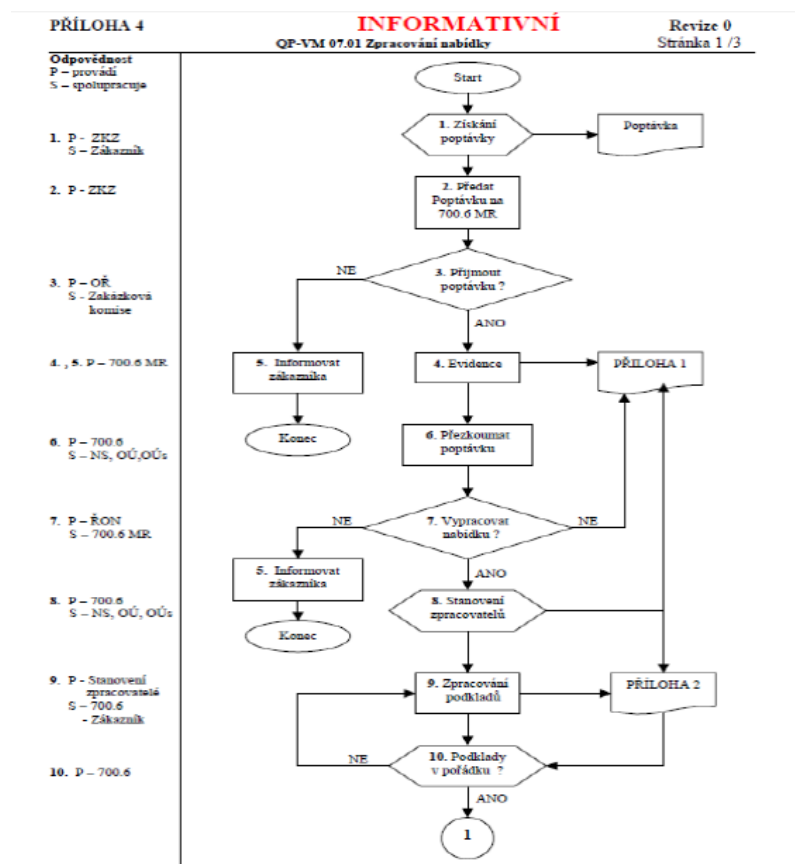 PŘÍLOHA 4
INFORMATIVNÍ
Revize 0
QP-VM 07.01 Zpracování nabídky
Stránka 1 /3
Odpovědnost
P – provádí
S – spolupracuje
Start
1. P - ZKZ
S – Zákazník
1. Získání
poptávky
Poptávka
2. P - ZKZ
2. Předat
Poptávku na
700.6 MR
3. P – OŘ
S - Zakázková
komise
NE
3. Přijmout
poptávku ?
ANO
4. , 5. P – 700.6 MR
5. Informovat
zákazníka
4. Evidence
PŘÍLOHA 1
6. P – 700.6
S – NS, OÚ,OÚs
Konec
6. Přezkoumat
poptávku
7. P – ŘON
S – 700.6 MR
NE
7. Vypracovat
nabídku ?
NE
ANO
5. Informovat
zákazníka
8. P – 700.6
S – NS, OÚ, OÚs
8. Stanovení
zpracovatelů
Konec
9. P - Stanovení
zpracovatelé
S – 700.6
- Zákazník
9. Zpracování
podkladů
PŘÍLOHA 2
10. P – 700.6
NE
10. Podklady
v pořádku ?
ANO
1